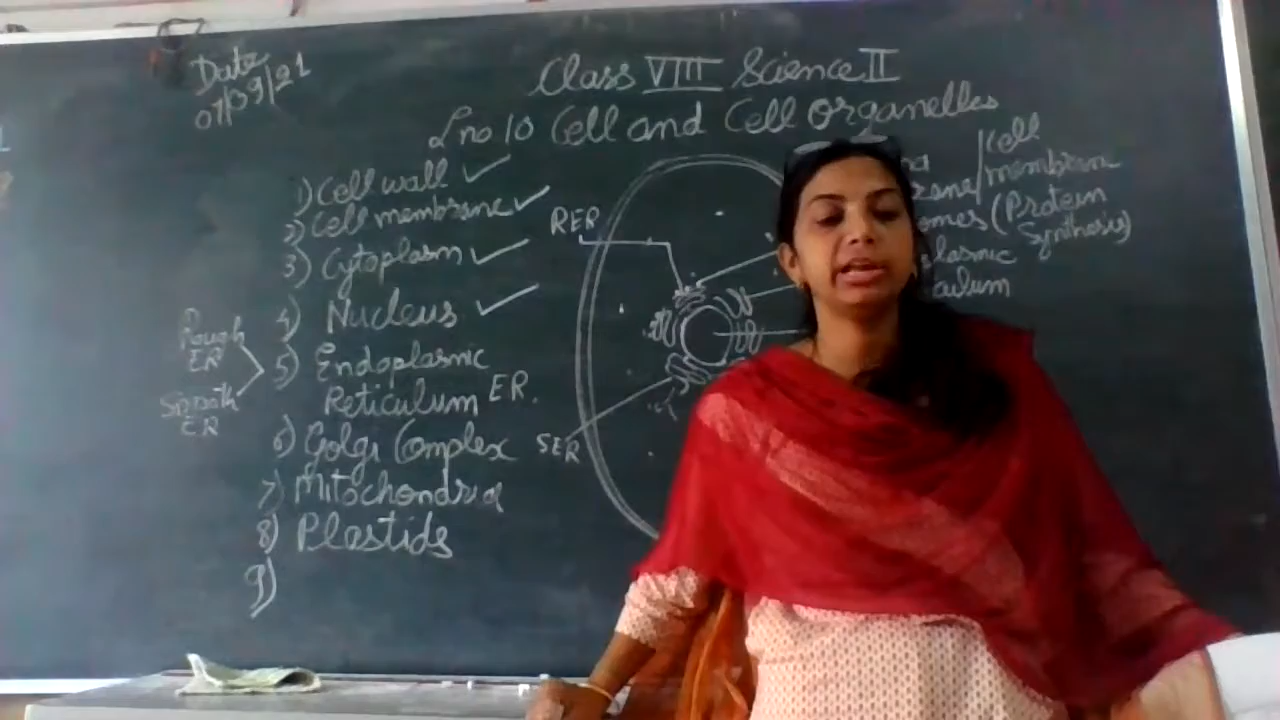 Date
07/09/21
Class VIII Science II
L no 10 Cell and Cell organelles
1) Cell wall ✓
2) Cell membrane ✓
3) Cytoplasm ✓
4) Nucleus ✓
5) Endoplasmic
Reticulum ER.
Rough
ER
Smooth
ER
6) Golgi Complex
7) Mitochondria
8) Plastids
9)
RER
SER
/Cell
membrane
(Protein
Synthesis)